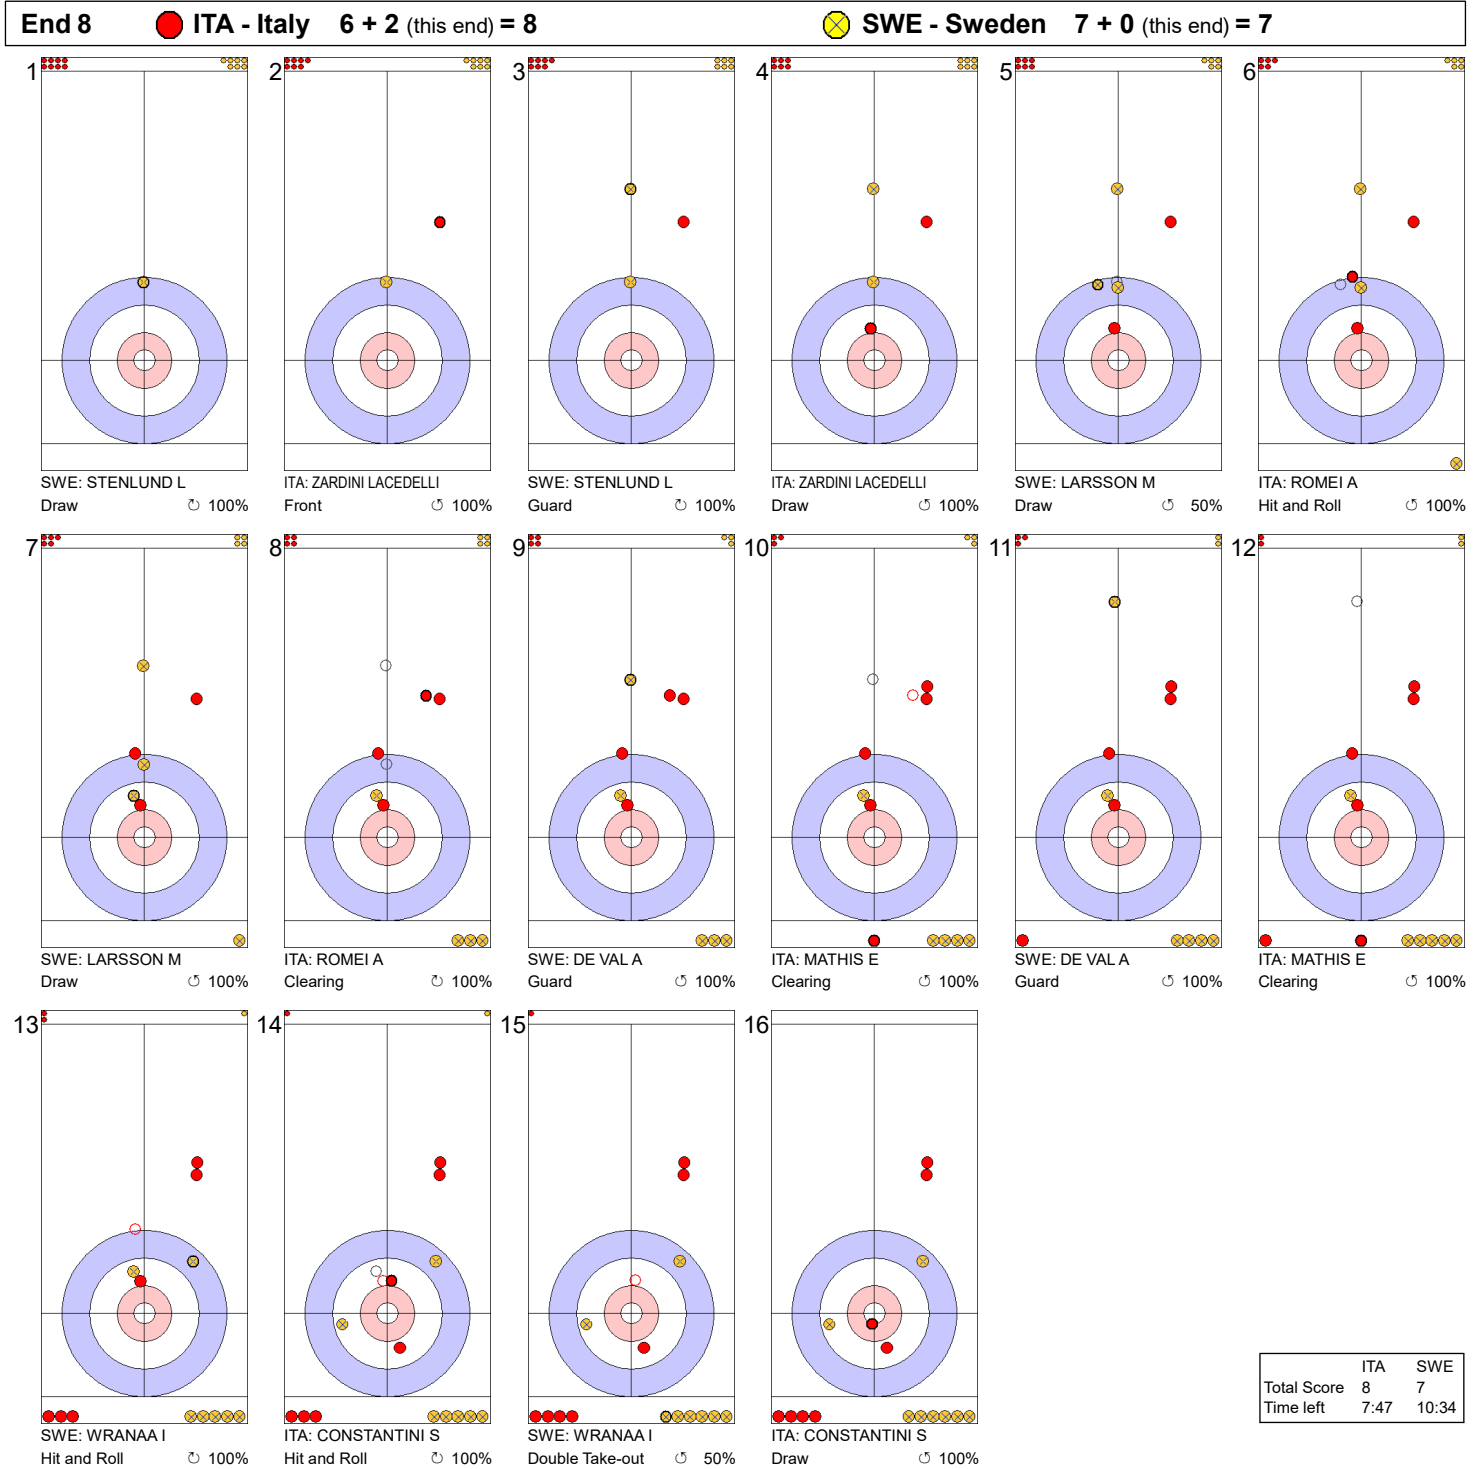 End 8 ITA - Italy 6 + 2 (this end) = 8 SWE - Sweden 7 + 0 (this end) = 7
1 2 3 4 5 6
SWE: STENLUND L
Draw ↻ 100%
ITA: ZARDINI LACEDELLI
Front ↺ 100%
SWE: STENLUND L
Guard ↻ 100%
ITA: ZARDINI LACEDELLI
Draw ↺ 100%
SWE: LARSSON M
Draw ↺ 50%
ITA: ROMEI A
Hit and Roll ↺ 100%
7 8 9 10 11 12
SWE: LARSSON M
Draw ↺ 100%
ITA: ROMEI A
Clearing ↺ 100%
SWE: DE VAL A
Guard ↺ 100%
ITA: MATHIS E
Clearing ↺ 100%
SWE: DE VAL A
Guard ↺ 100%
ITA: MATHIS E
Clearing ↺ 100%
13 14 15 16
SWE: WRANAA I
Hit and Roll ↻ 100%
ITA: CONSTANTINI S
Hit and Roll ↻ 100%
SWE: WRANAA I
Double Take-out ↺ 50%
ITA: CONSTANTINI S
Draw ↺ 100%
ITA SWE
Total Score 8 7
Time left 7:47 10:34